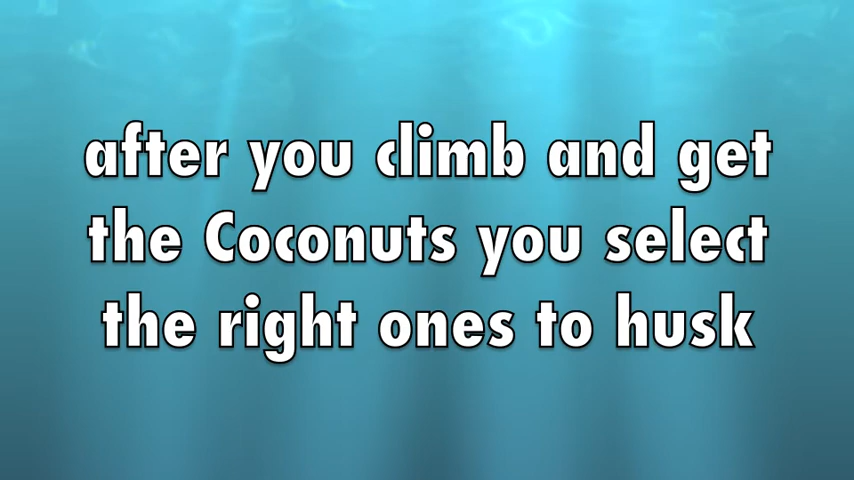 after you climb and get
the Coconuts you select
the right ones to husk